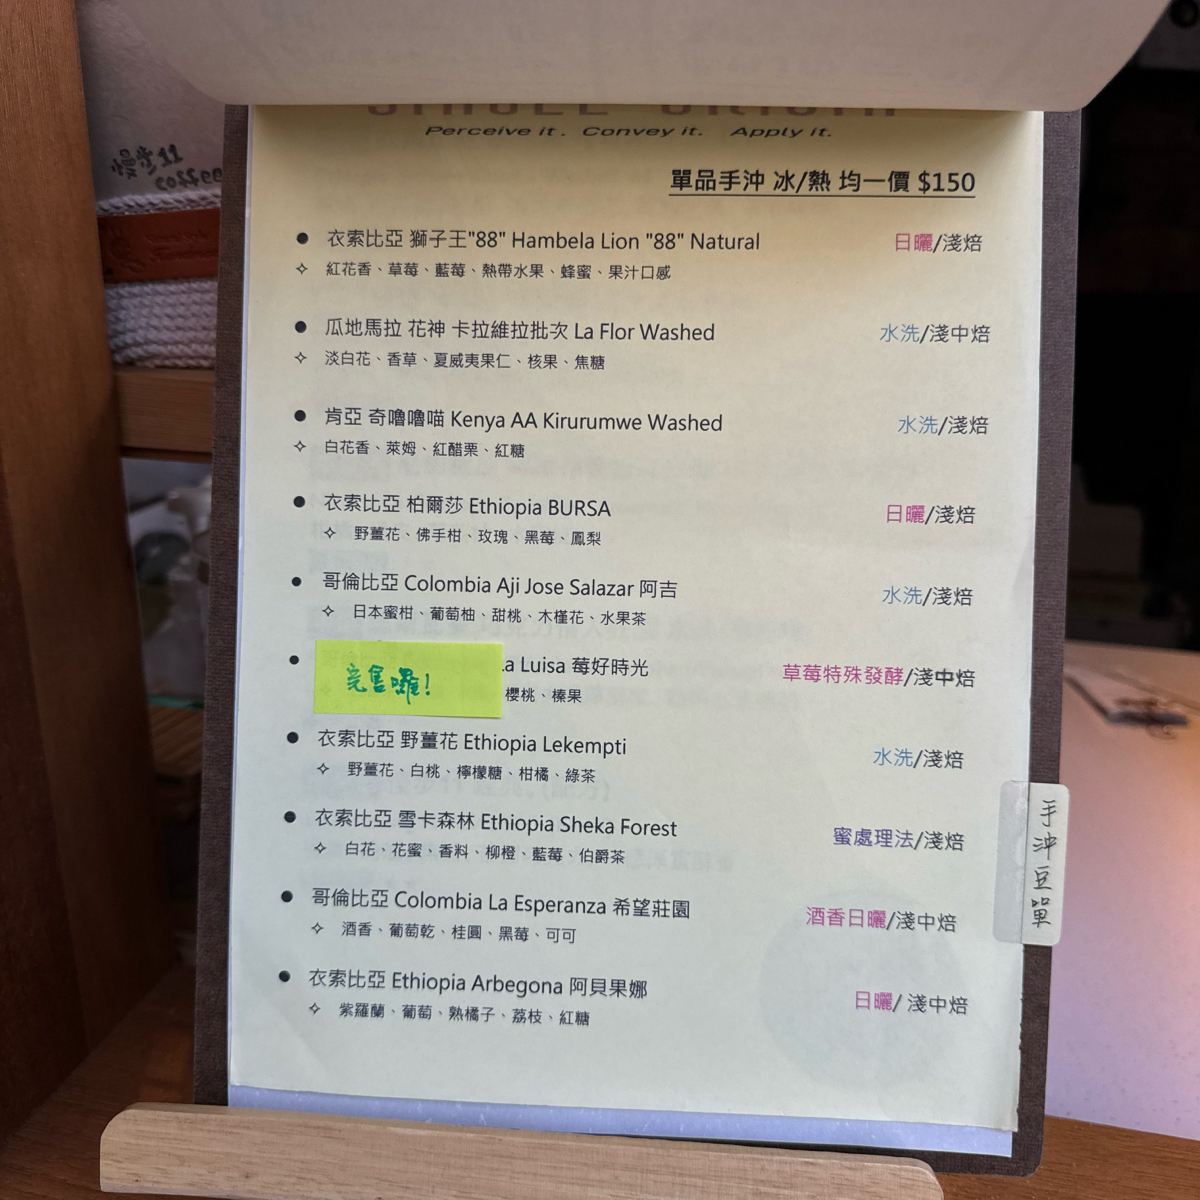 慢步11
coffee
SINGLE ORIGIN
Perceive it. Convey it. Apply it.
單品手沖 冰/熱 均一價 $150
● 衣索比亞 獅子王"88" Hambela Lion "88" Natural 日曬/淺焙
✧ 紅花香、草莓、藍莓、熱帶水果、蜂蜜、果汁口感
● 瓜地馬拉 花神 卡拉維拉批次 La Flor Washed 水洗/淺中焙
✧ 淡白花、香草、夏威夷果仁、核果、焦糖
● 肯亞 奇嚕嚕喵 Kenya AA Kirurumwe Washed 水洗/淺焙
✧ 白花香、萊姆、紅醋栗、紅糖
● 衣索比亞 柏爾莎 Ethiopia BURSA 日曬/淺焙
✧ 野薑花、佛手柑、玫瑰、黑莓、鳳梨
● 哥倫比亞 Colombia Aji Jose Salazar 阿吉 水洗/淺焙
✧ 日本蜜柑、葡萄柚、甜桃、木槿花、水果茶
● La Luisa 莓好時光 草莓特殊發酵/淺中焙
完售囉!
櫻桃、榛果
● 衣索比亞 野薑花 Ethiopia Lekempti 水洗/淺焙
✧ 野薑花、白桃、檸檬糖、柑橘、綠茶
● 衣索比亞 雪卡森林 Ethiopia Sheka Forest 蜜處理法/淺焙
✧ 白花、花蜜、香料、柳橙、藍莓、伯爵茶
● 哥倫比亞 Colombia La Esperanza 希望莊園 酒香日曬/淺中焙
✧ 酒香、葡萄乾、桂圓、黑莓、可可
● 衣索比亞 Ethiopia Arbegona 阿貝果娜 日曬/ 淺中焙
✧ 紫羅蘭、葡萄、熟橘子、荔枝、紅糖
手沖豆單